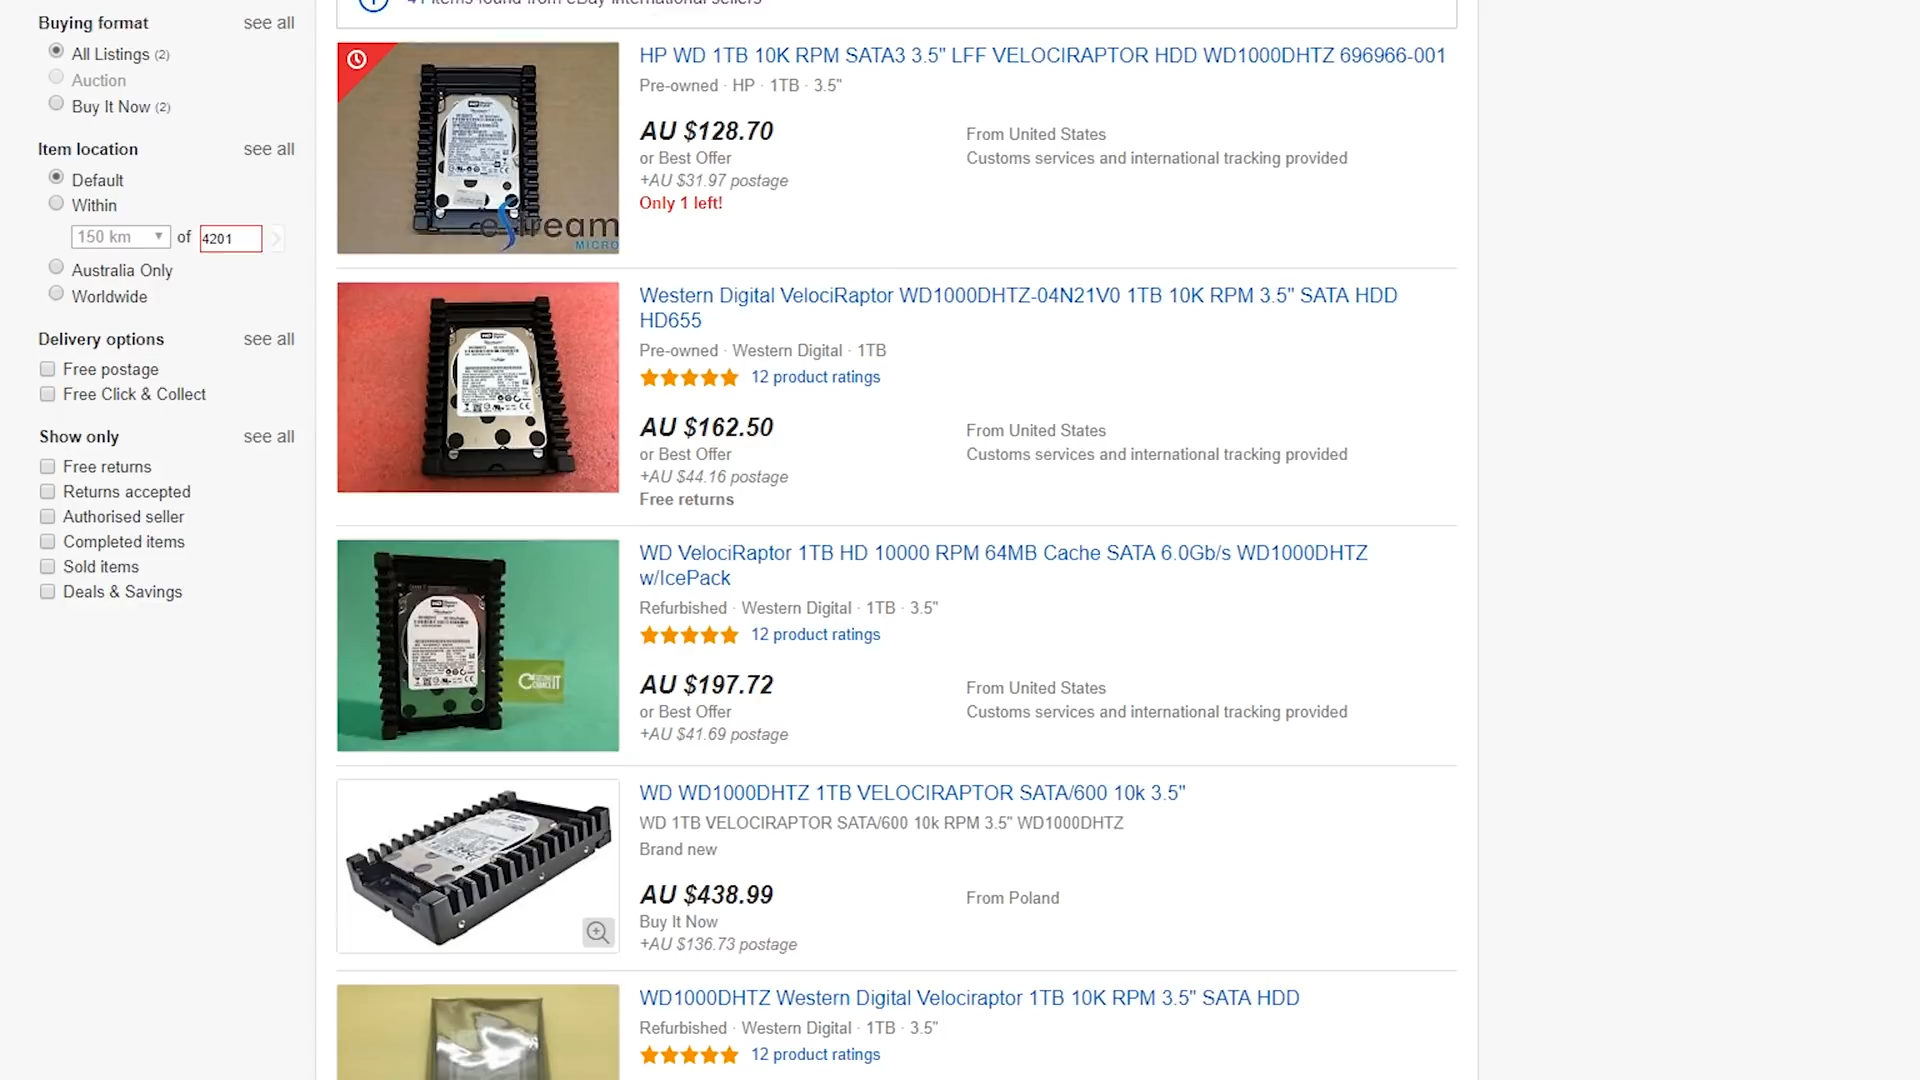 Buying format see all
All Listings (2)
Auction
Buy It Now (2)
Item location see all
Default
Within
150 km of 4201
Australia Only
Worldwide
Delivery options see all
Free postage
Free Click & Collect
Show only see all
Free returns
Returns accepted
Authorised seller
Completed items
Sold items
Deals & Savings
41 items found from eBay international sellers
HP WD 1TB 10K RPM SATA3 3.5" LFF VELOCIRAPTOR HDD WD1000DHTZ 696966-001
Pre-owned · HP · 1TB · 3.5"
AU $128.70
From United States
or Best Offer
Customs services and international tracking provided
+AU $31.97 postage
Only 1 left!
MICRO
Western Digital VelociRaptor WD1000DHTZ-04N21V0 1TB 10K RPM 3.5" SATA HDD
HD655
Pre-owned · Western Digital · 1TB
12 product ratings
AU $162.50
From United States
or Best Offer
Customs services and international tracking provided
+AU $44.16 postage
Free returns
WD VelociRaptor 1TB HD 10000 RPM 64MB Cache SATA 6.0Gb/s WD1000DHTZ
w/IcePack
Refurbished · Western Digital · 1TB · 3.5"
12 product ratings
AU $197.72
From United States
or Best Offer
Customs services and international tracking provided
+AU $41.69 postage
WD WD1000DHTZ 1TB VELOCIRAPTOR SATA/600 10k 3.5"
WD 1TB VELOCIRAPTOR SATA/600 10k RPM 3.5" WD1000DHTZ
Brand new
AU $438.99
From Poland
Buy It Now
+AU $136.73 postage
WD1000DHTZ Western Digital Velociraptor 1TB 10K RPM 3.5" SATA HDD
Refurbished · Western Digital · 1TB · 3.5"
12 product ratings